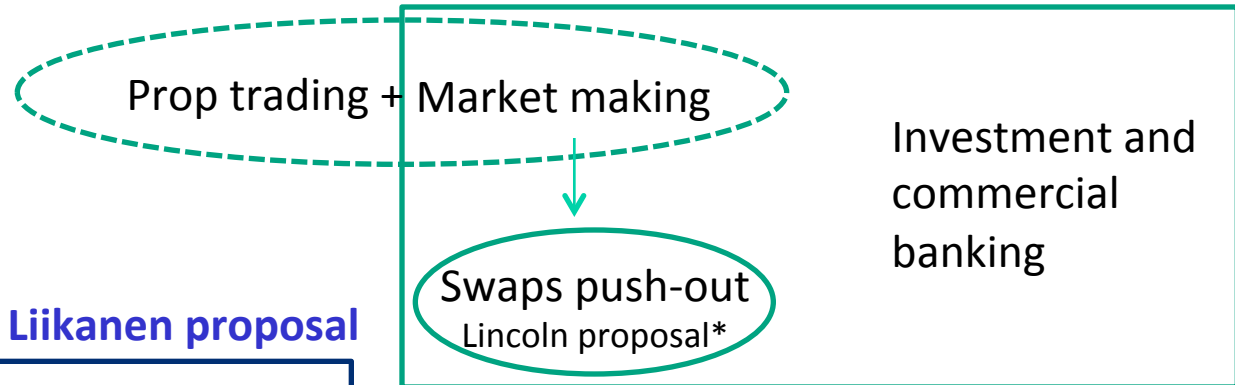 Prop trading + Market making
Investment and
commercial
banking
Swaps push-out
Lincoln proposal*
Liikanen proposal